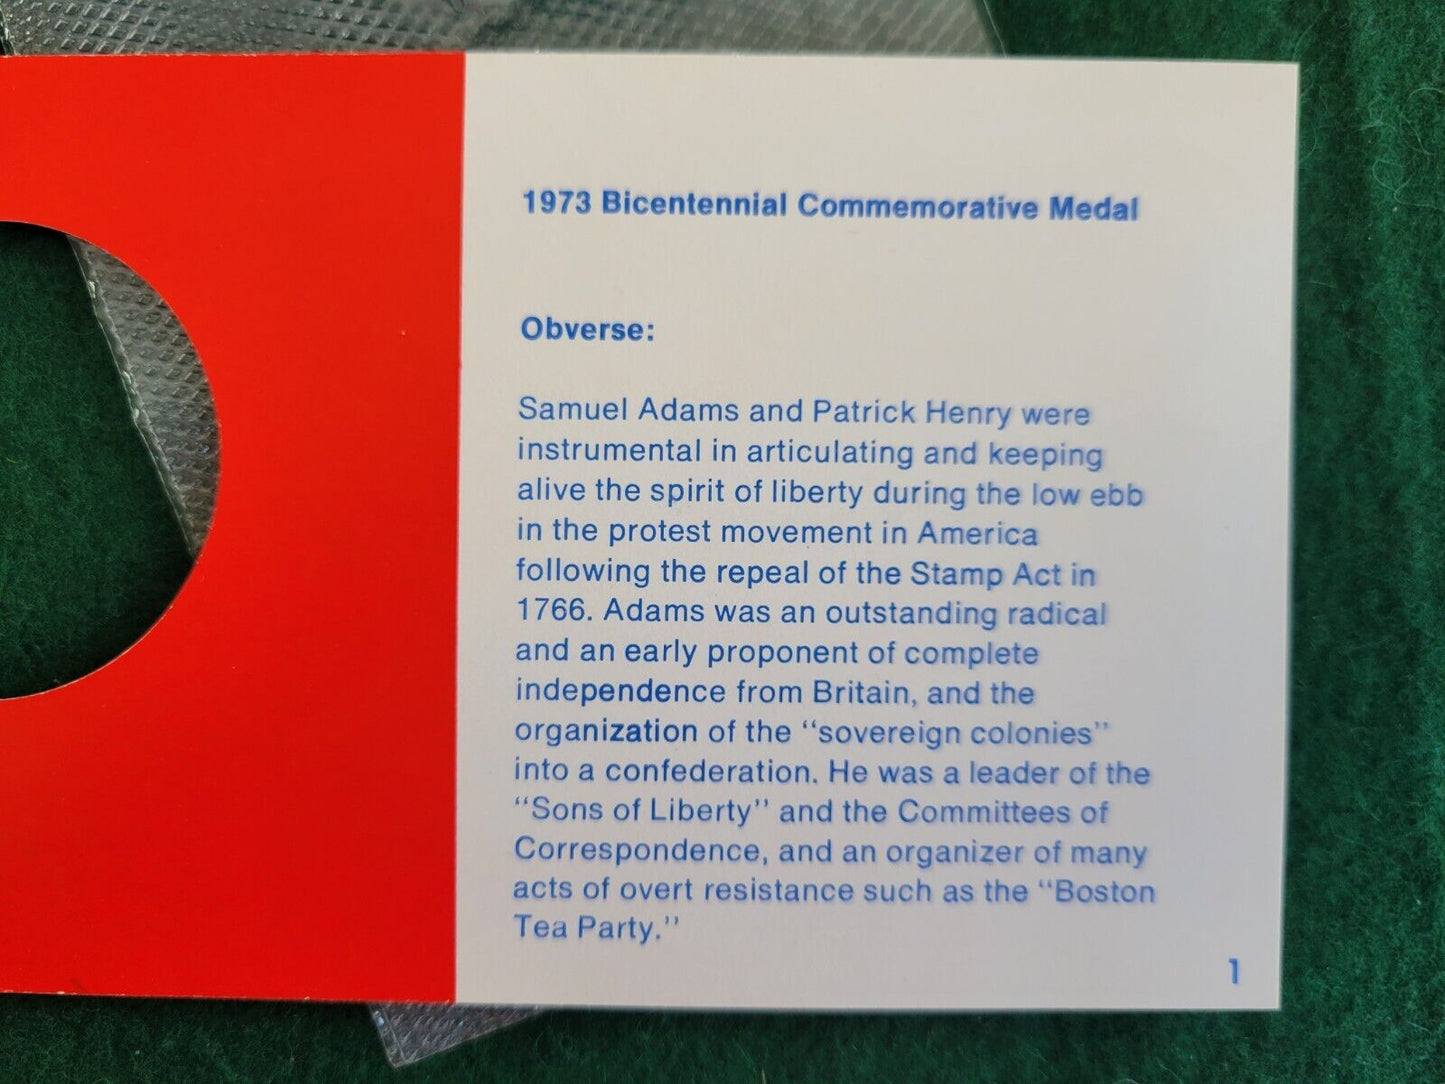 1973 Bicentennial Commemorative Medal
Obverse:
Samuel Adams and Patrick Henry were
instrumental in articulating and keeping
alive the spirit of liberty during the low ebb
in the protest movement in America
following the repeal of the Stamp Act in
1766. Adams was an outstanding radical
and an early proponent of complete
independence from Britain, and the
organization of the "sovereign colonies"
into a confederation. He was a leader of the
"Sons of Liberty" and the Committees of
Correspondence, and an organizer of many
acts of overt resistance such as the "Boston
Tea Party."
1